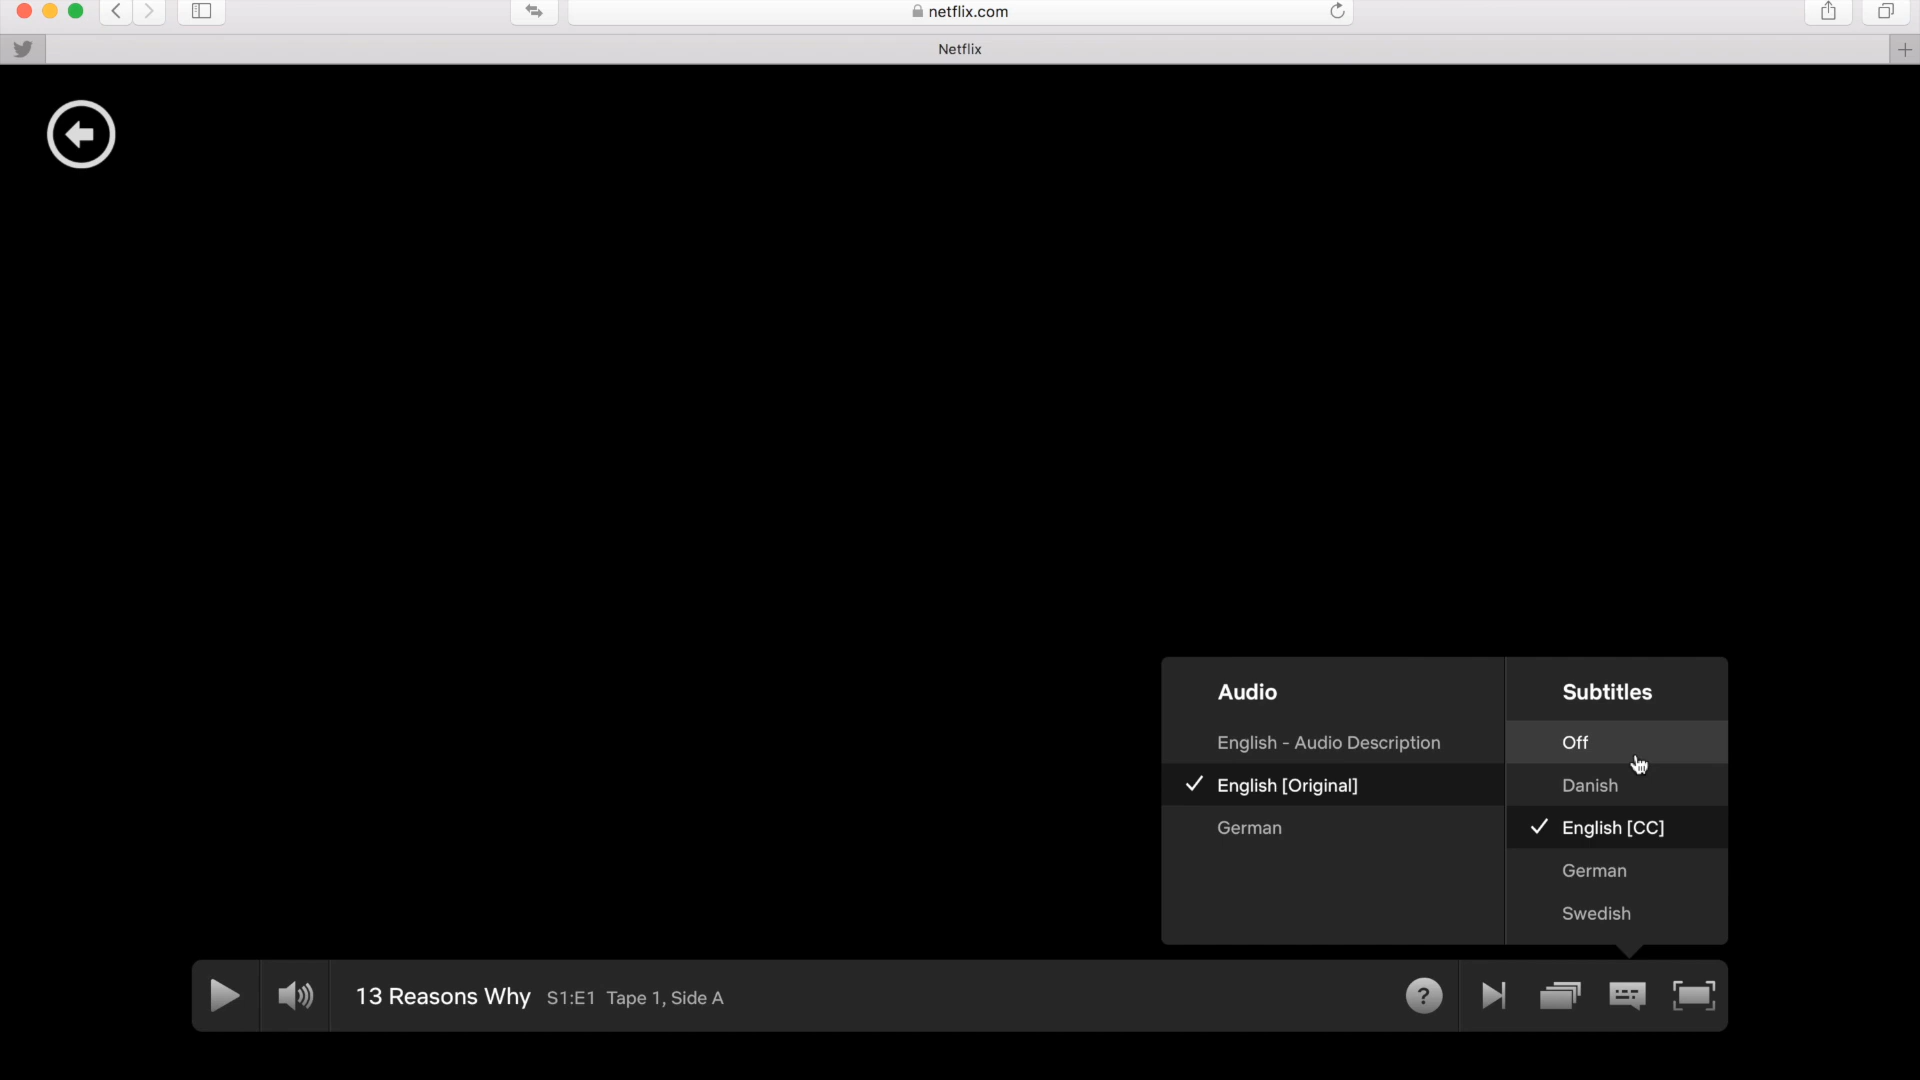 netflix.com
Netflix
Audio
English - Audio Description
English [Original]
German
Subtitles
Off
Danish
English [CC]
German
Swedish
13 Reasons Why S1:E1 Tape 1, Side A
?